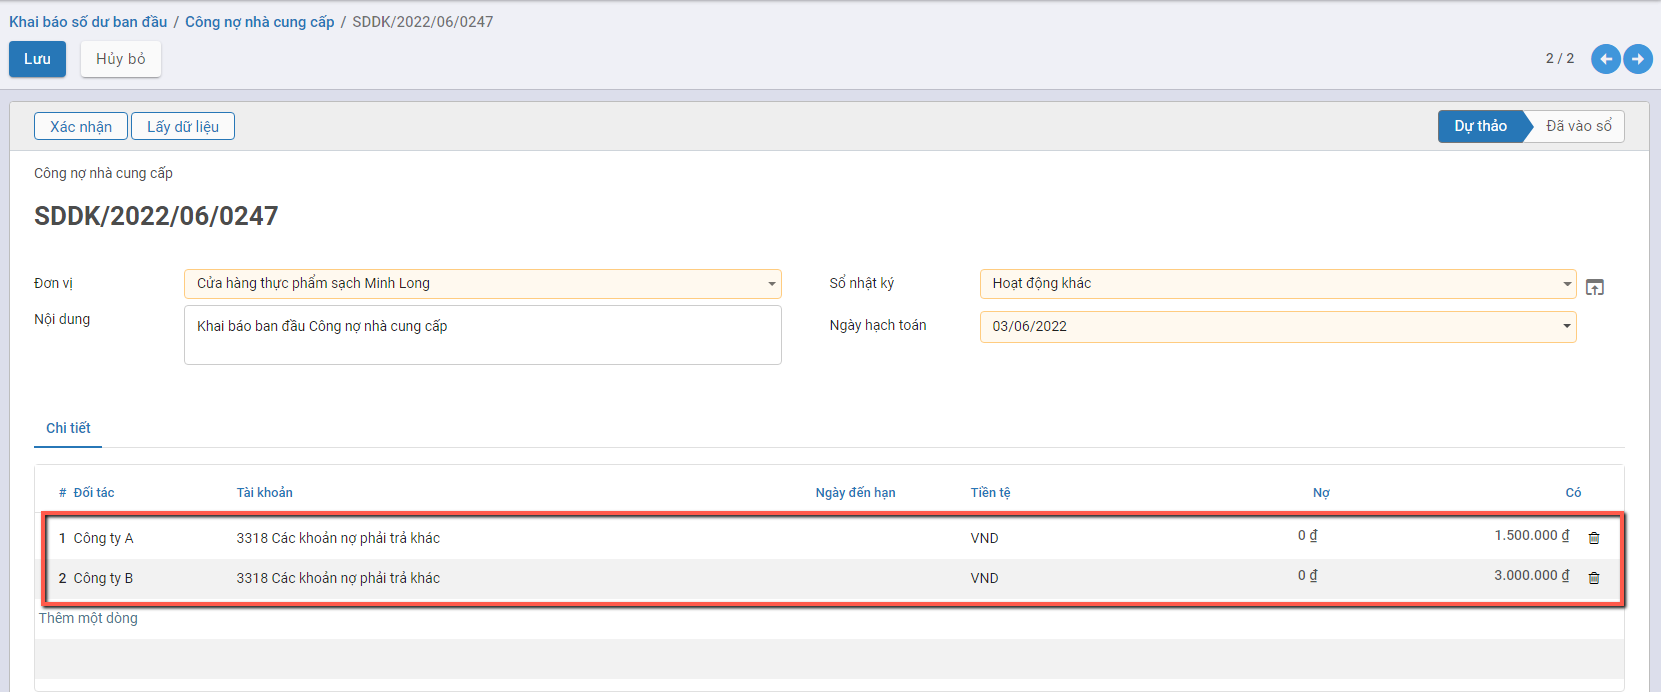 Khai báo số dư ban đầu / Công nợ nhà cung cấp / SDDK/2022/06/0247
Lưu Hủy bỏ 2 / 2
Xác nhận Lấy dữ liệu Dự thảo Đã vào sổ
Công nợ nhà cung cấp
SDDK/2022/06/0247
Đơn vị Cửa hàng thực phẩm sạch Minh Long Sổ nhật ký Hoạt động khác
Nội dung Khai báo ban đầu Công nợ nhà cung cấp Ngày hạch toán 03/06/2022
Chi tiết
# Đối tác Tài khoản Ngày đến hạn Tiền tệ Nợ Có
1 Công ty A 3318 Các khoản nợ phải trả khác VND 0 ₫ 1.500.000 ₫
2 Công ty B 3318 Các khoản nợ phải trả khác VND 0 ₫ 3.000.000 ₫
Thêm một dòng